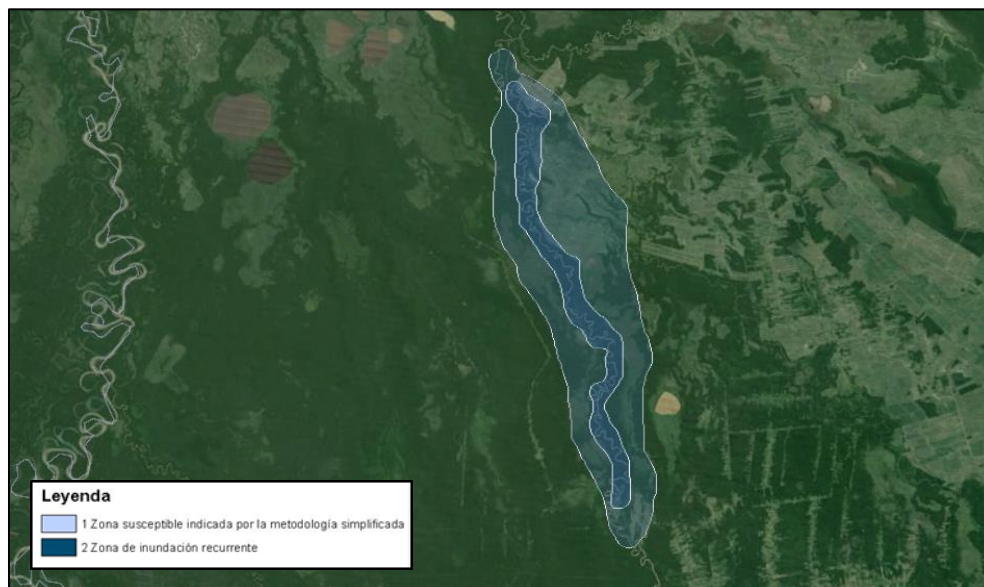 Leyenda
1 Zona susceptible indicada por la metodología simplificada
2 Zona de inundación recurrente